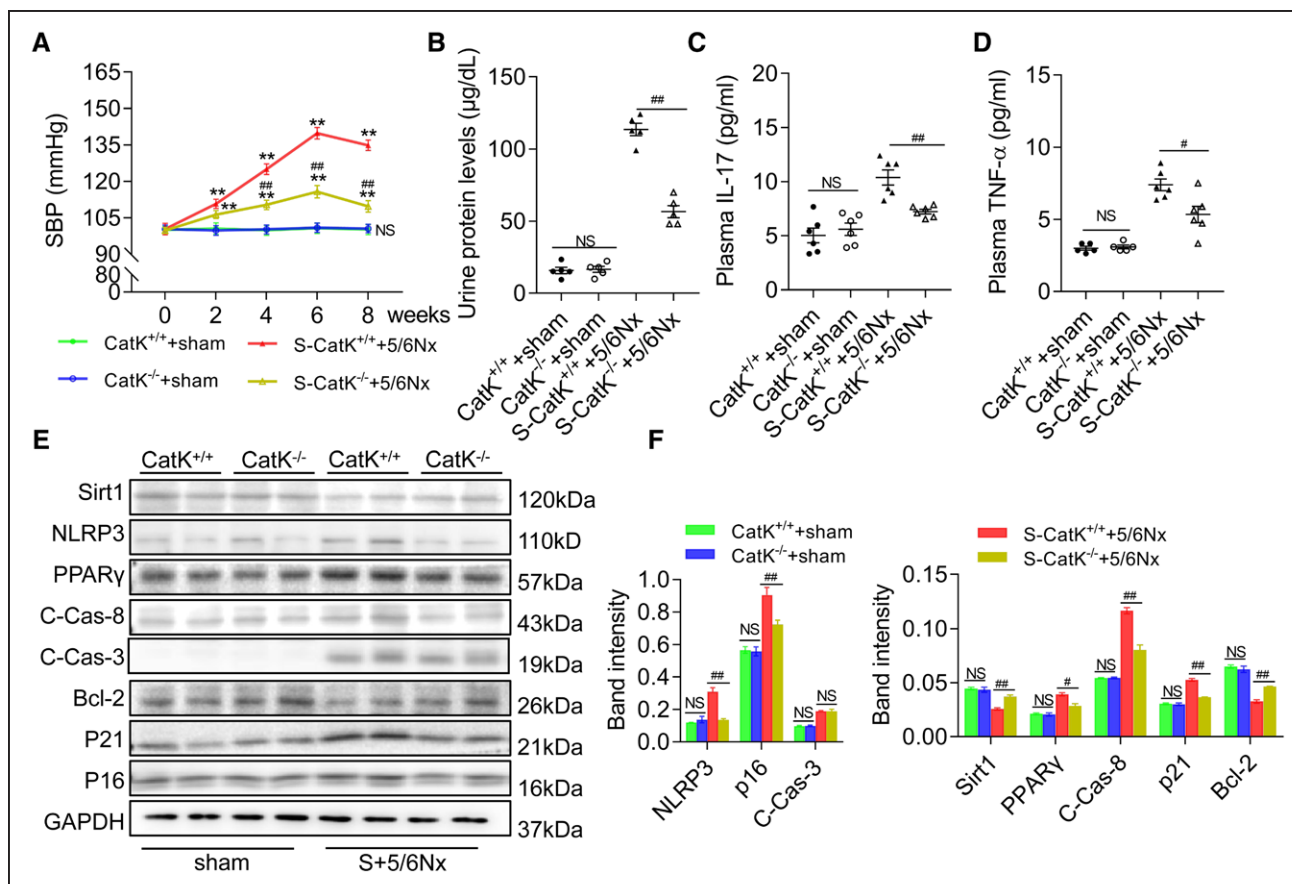 A
SBP (mmHg)
165
150
135
120
105
90
80
0
0 2 4 6 8 weeks
**
**
**
**
**
##
**
##
**
##
**
NS
CatK+/++sham
CatK-/-+sham
S-CatK+/++5/6Nx
S-CatK-/-+5/6Nx
B
Urine protein levels (μg/dL)
150
100
50
0
NS
##
CatK+/++sham
CatK-/-+sham
S-CatK+/++5/6Nx
S-CatK-/-+5/6Nx
C
Plasma IL-17 (pg/ml)
20
15
10
5
0
NS
##
CatK+/++sham
CatK-/-+sham
S-CatK+/++5/6Nx
S-CatK-/-+5/6Nx
D
Plasma TNF-α (pg/ml)
15
10
5
0
NS
#
CatK+/++sham
CatK-/-+sham
S-CatK+/++5/6Nx
S-CatK-/-+5/6Nx
E
CatK+/+ CatK-/- CatK+/+ CatK-/-
Sirt1 120kDa
NLRP3 110kD
PPARγ 57kDa
C-Cas-8 43kDa
C-Cas-3 19kDa
Bcl-2 26kDa
P21 21kDa
P16 16kDa
GAPDH 37kDa
sham S+5/6Nx
F
CatK+/++sham
CatK-/-+sham
S-CatK+/++5/6Nx
S-CatK-/-+5/6Nx
Band intensity
1.0
0.8
0.6
0.4
0.2
0.0
NS ## NS ## NS NS
NLRP3 p16 C-Cas-3
Band intensity
0.15
0.10
0.05
0.00
NS ## NS # NS ## NS ## NS ##
Sirt1 PPARγ C-Cas-8 p21 Bcl-2